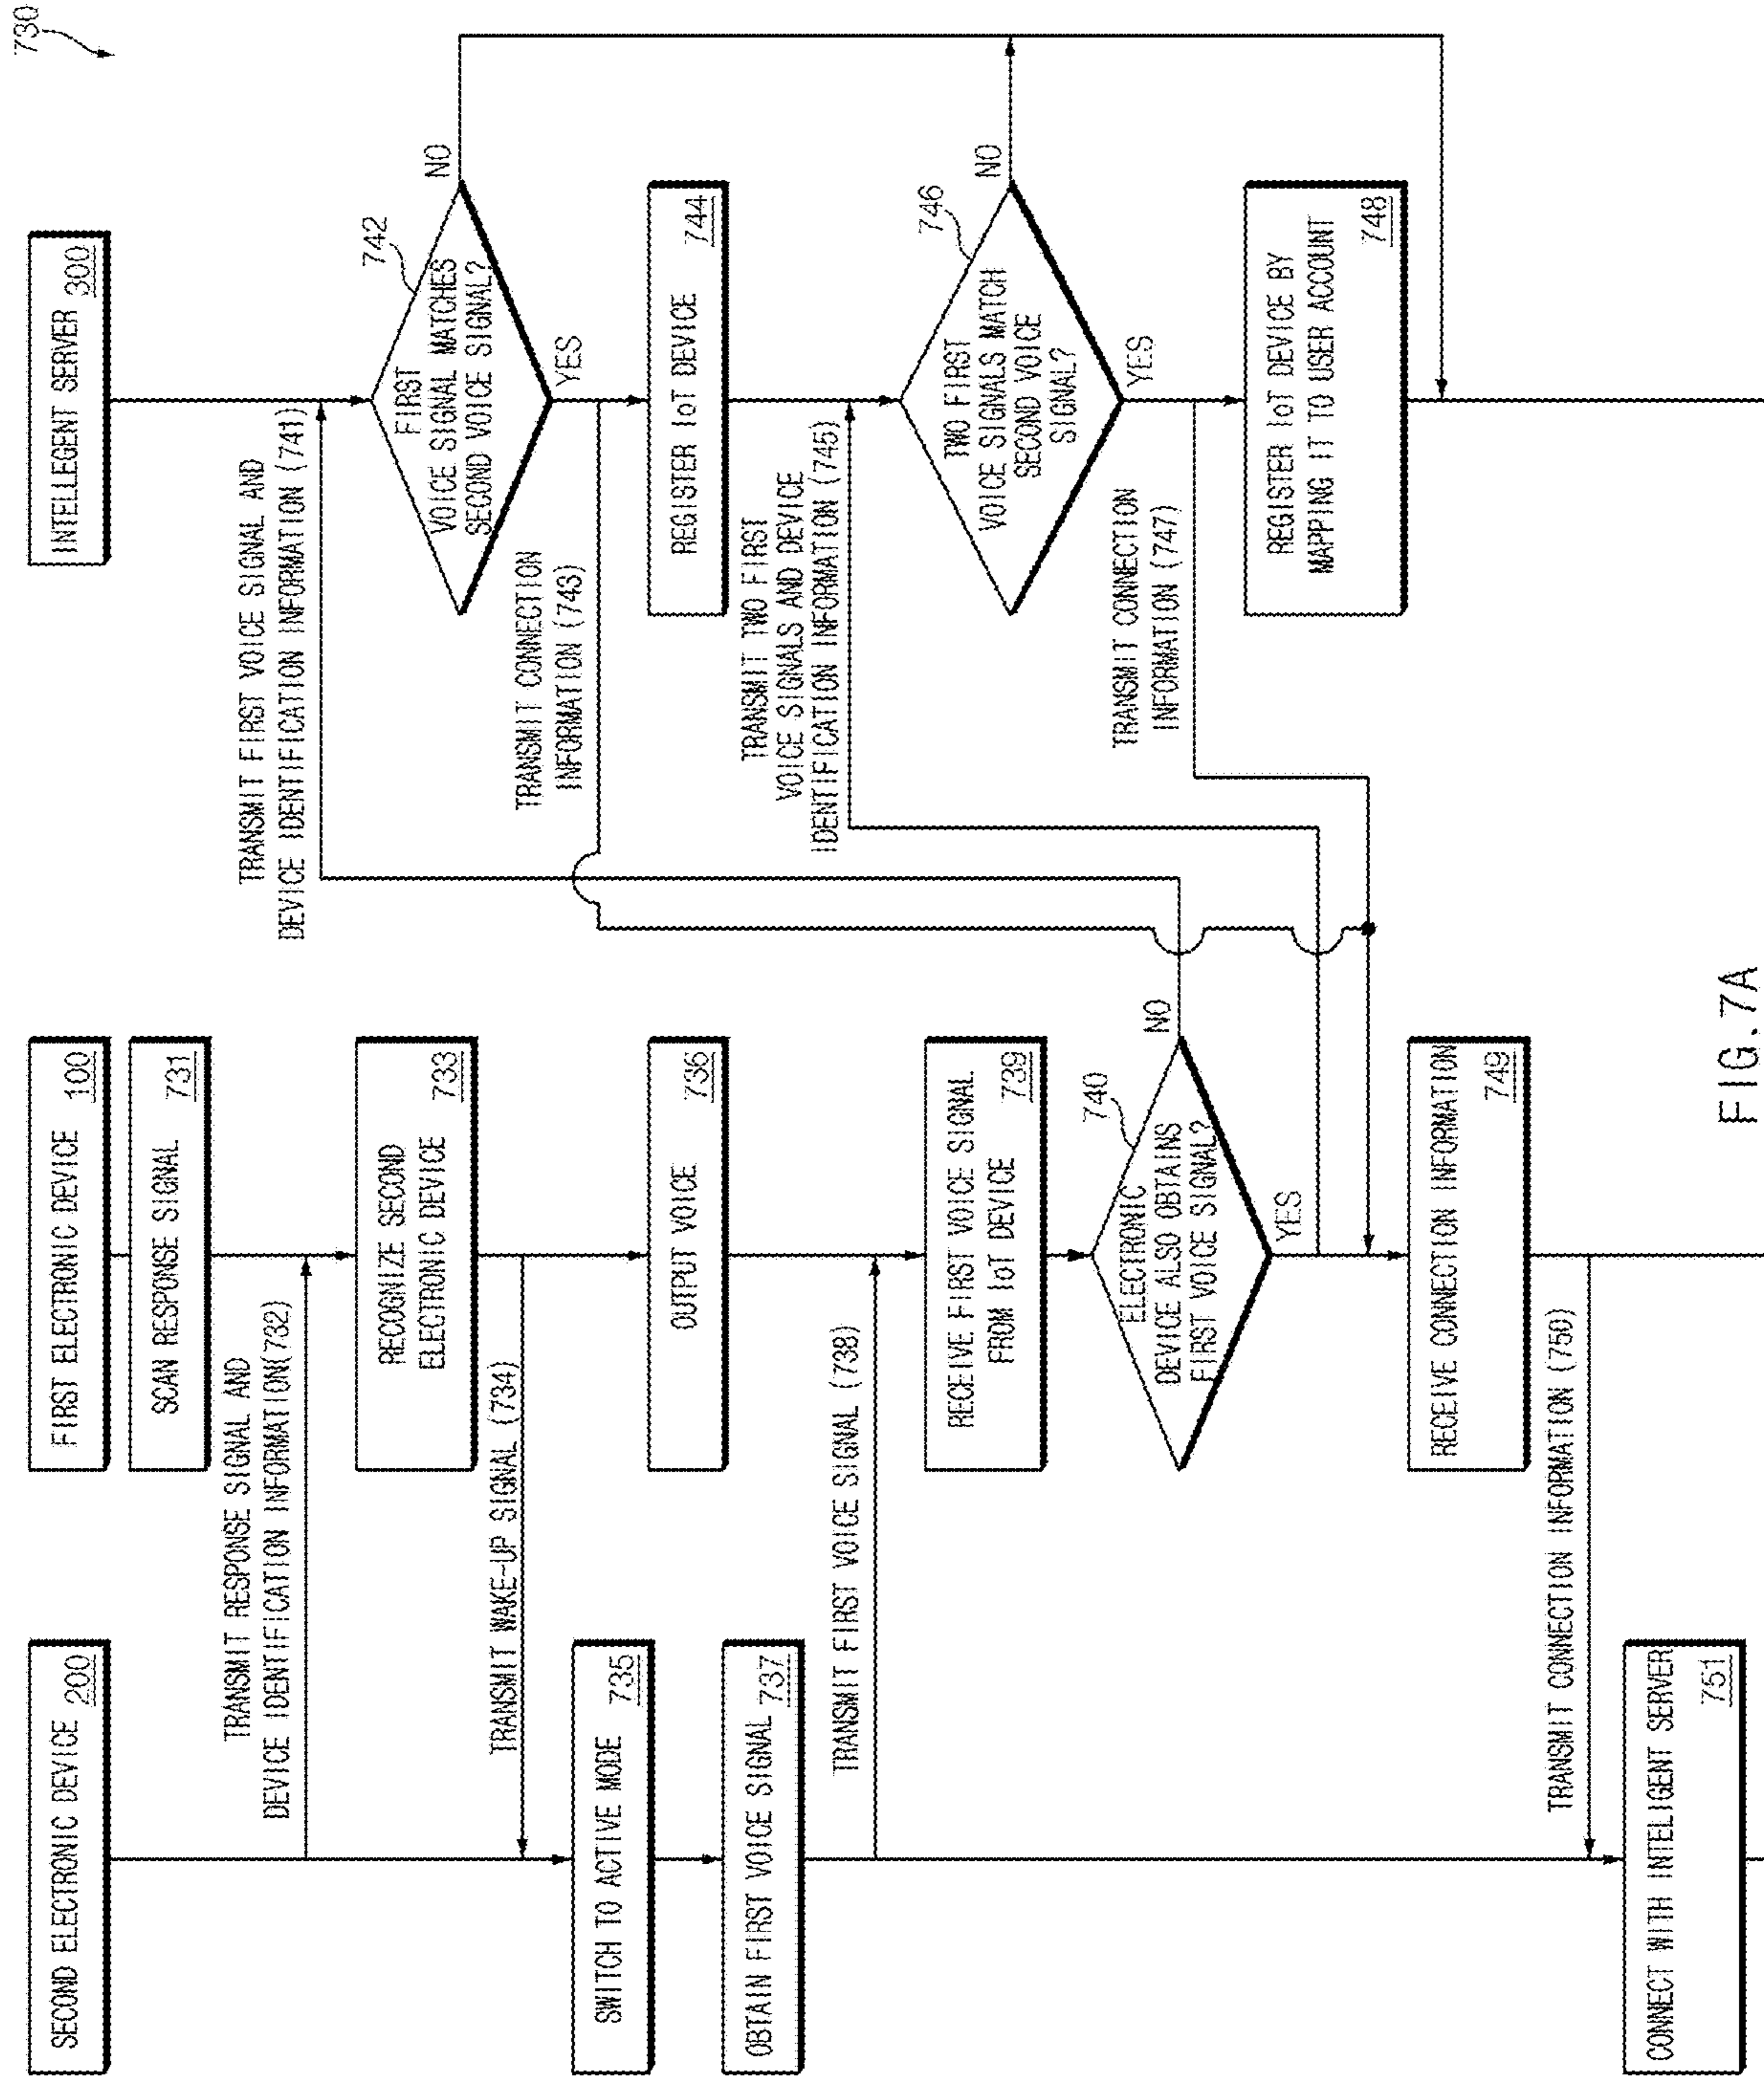 730
SECOND ELECTRONIC DEVICE 200
FIRST ELECTRONIC DEVICE 100
INTELLEGENT SERVER 300
SCAN RESPONSE SIGNAL 731
TRANSMIT RESPONSE SIGNAL AND
DEVICE IDENTIFICATION INFORMATION(732)
RECOGNIZE SECOND
ELECTRONIC DEVICE 733
TRANSMIT WAKE-UP SIGNAL (734)
SWITCH TO ACTIVE MODE 735
OUTPUT VOICE 736
OBTAIN FIRST VOICE SIGNAL 737
TRANSMIT FIRST VOICE SIGNAL (738)
RECEIVE FIRST VOICE SIGNAL
FROM IoT DEVICE 739
740
ELECTRONIC
DEVICE ALSO OBTAINS
FIRST VOICE SIGNAL?
NO
YES
TRANSMIT FIRST VOICE SIGNAL AND
DEVICE IDENTIFICATION INFORMATION (741)
742
FIRST
VOICE SIGNAL MATCHES
SECOND VOICE SIGNAL?
NO
YES
TRANSMIT CONNECTION
INFORMATION (743)
REGISTER IoT DEVICE 744
TRANSMIT TWO FIRST
VOICE SIGNALS AND DEVICE
IDENTIFICATION INFORMATION (745)
746
TWO FIRST
VOICE SIGNALS MATCH
SECOND VOICE
SIGNAL?
NO
YES
TRANSMIT CONNECTION
INFORMATION (747)
REGISTER IoT DEVICE BY
MAPPING IT TO USER ACCOUNT
748
RECEIVE CONNECTION INFORMATION
749
TRANSMIT CONNECTION INFORMATION (750)
CONNECT WITH INTELIGENT SERVER
751
FIG.7A